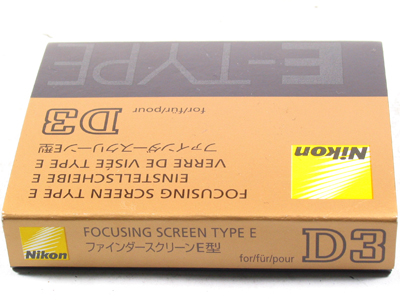 E-TYPE
D3
for/für/pour
ファインダースクリーンE型
VERRE DE VISÉE TYPE E
EINSTELLSCHEIBE E
FOCUSING SCREEN TYPE E
Nikon
Nikon
FOCUSING SCREEN TYPE E
ファインダースクリーンE型
for/für/pour
D3